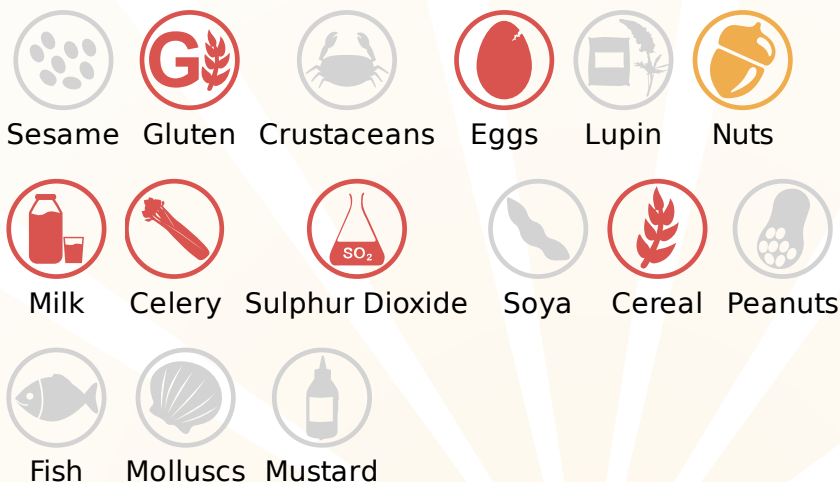 G
Sesame Gluten Crustaceans Eggs Lupin Nuts
SO₂
Milk Celery Sulphur Dioxide Soya Cereal Peanuts
Fish Molluscs Mustard